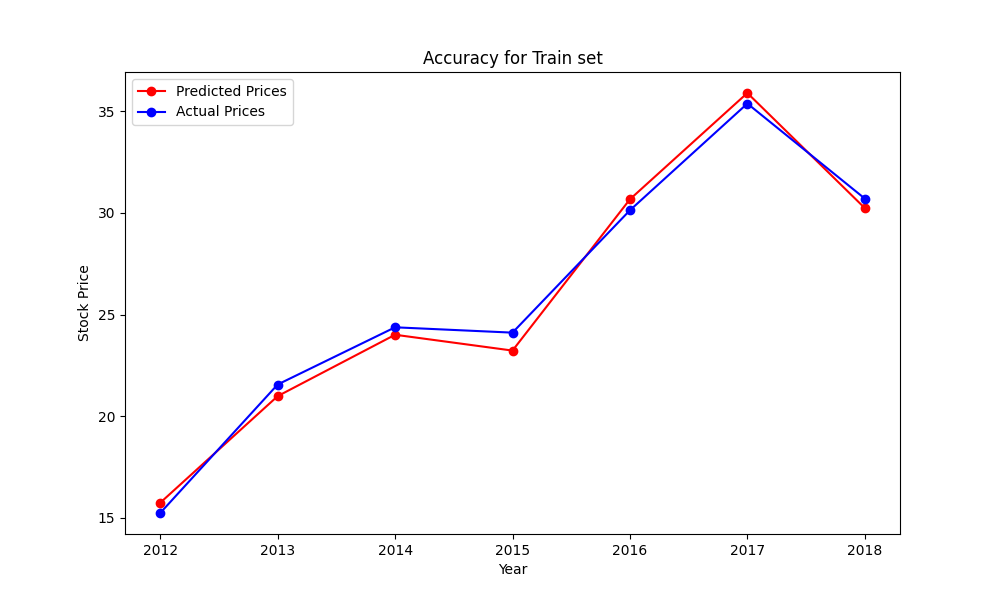 Accuracy for Train set
Predicted Prices
Actual Prices
35
30
25
20
15
Stock Price
2012 2013 2014 2015 2016 2017 2018
Year